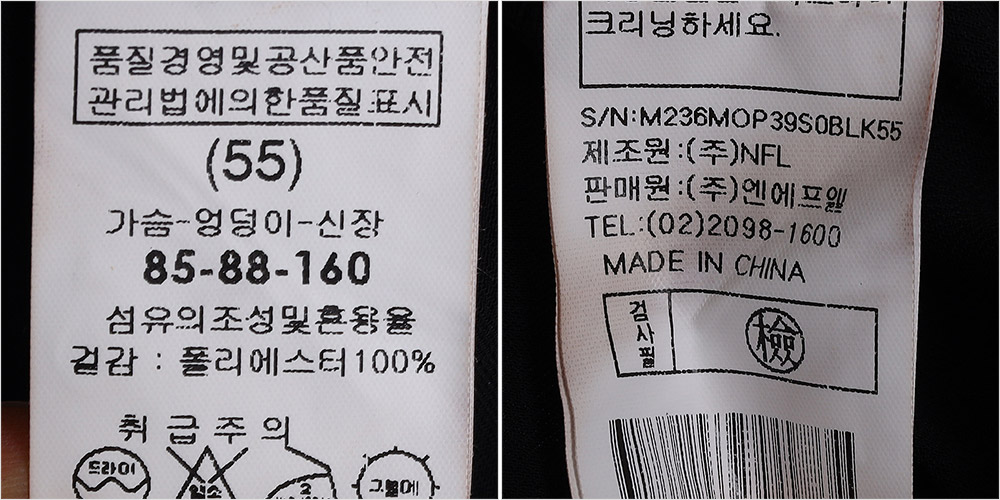 품질경영및공산품안전
관리법에의한품질표시
(55)
가슴-엉덩이-신장
85-88-160
섬유의조성및혼용율
겉감 : 폴리에스터100%
취급주의
드라이
크리닝하세요.
S/N:M236MOP39S0BLK55
제조원:(주)NFL
판매원:(주)엔에프엘
TEL:(02)2098-1600
MADE IN CHINA
검사필
檢